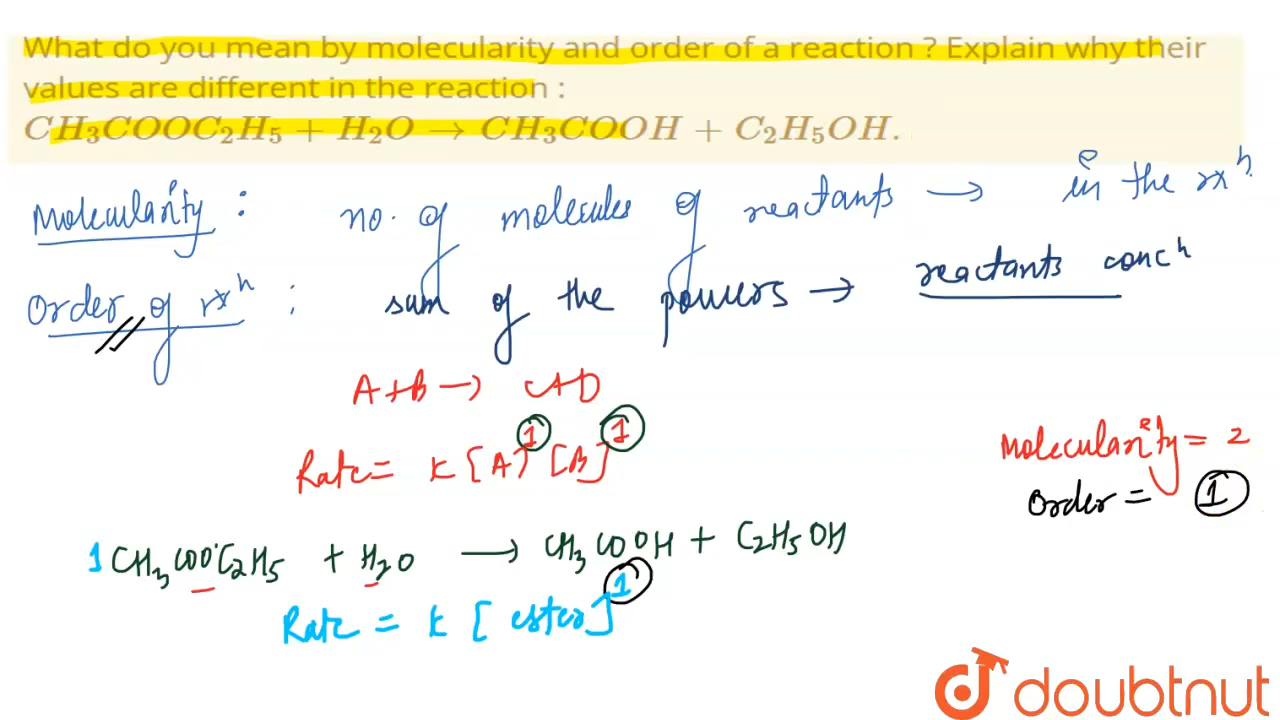 What do you mean by molecularity and order of a reaction ? Explain why their
values are different in the reaction :
CH₃COOC₂H₅ + H₂O → CH₃COOH + C₂H₅OH.
Molecularity : no. of molecules of reactants → in the rxⁿ.
Order of rxⁿ : sum of the powers → reactants concⁿ
A+B → C+D
Rate = k [A]¹ [B]¹
Molecularity = 2
Order = 1
1 CH₃COOC₂H₅ + H₂O → CH₃COOH + C₂H₅OH
Rate = k [ester]¹
doubtnut